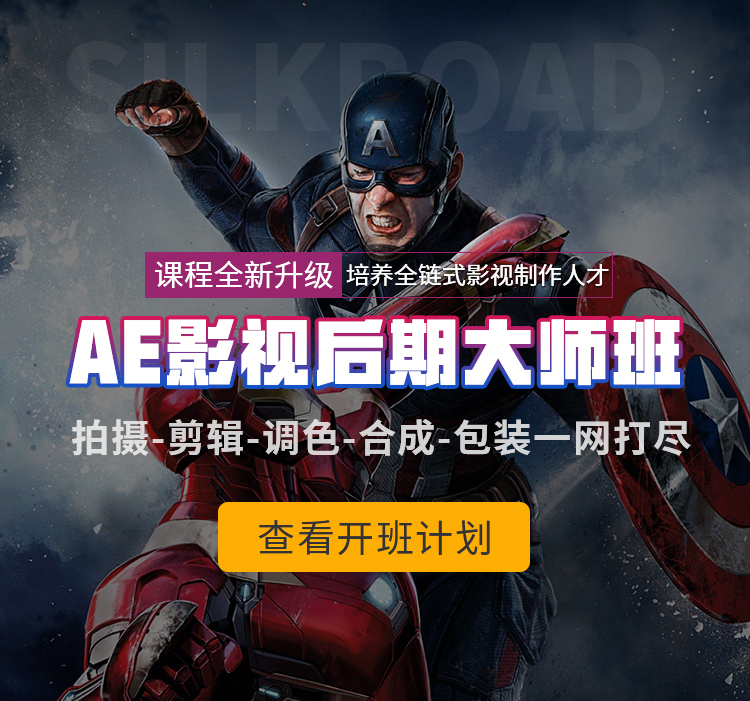 SILKROAD
A
课程全新升级 培养全链式影视制作人才
AE影视后期大师班
拍摄-剪辑-调色-合成-包装一网打尽
查看开班计划